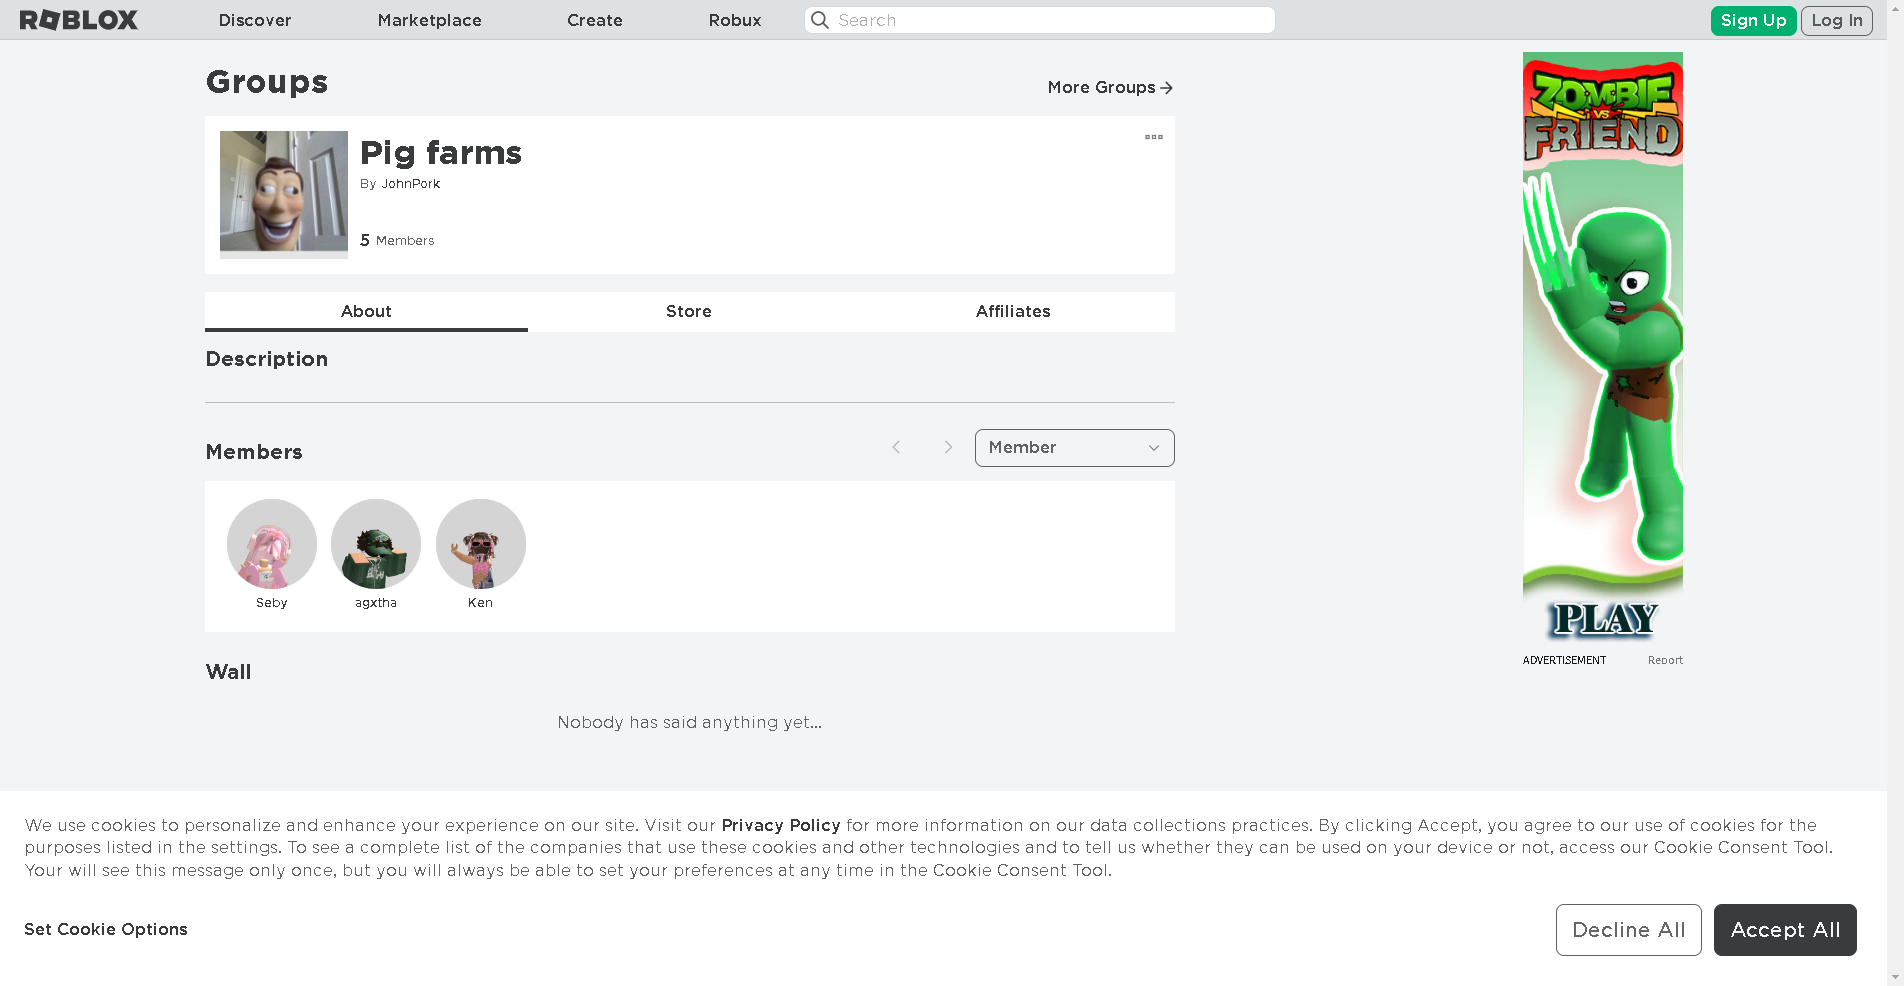 ROBLOX
Discover
Marketplace
Create
Robux
Search
Sign Up
Log In
Groups
More Groups
Pig farms
By JohnPork
5 Members
About
Store
Affiliates
Description
Members
Member
Seby
agxtha
Ken
Wall
Nobody has said anything yet...
ZOMBIE
VS
FRIEND
PLAY
ADVERTISEMENT
Report
We use cookies to personalize and enhance your experience on our site. Visit our Privacy Policy for more information on our data collections practices. By clicking Accept, you agree to our use of cookies for the
purposes listed in the settings. To see a complete list of the companies that use these cookies and other technologies and to tell us whether they can be used on your device or not, access our Cookie Consent Tool.
Your will see this message only once, but you will always be able to set your preferences at any time in the Cookie Consent Tool.
Set Cookie Options
Decline All
Accept All